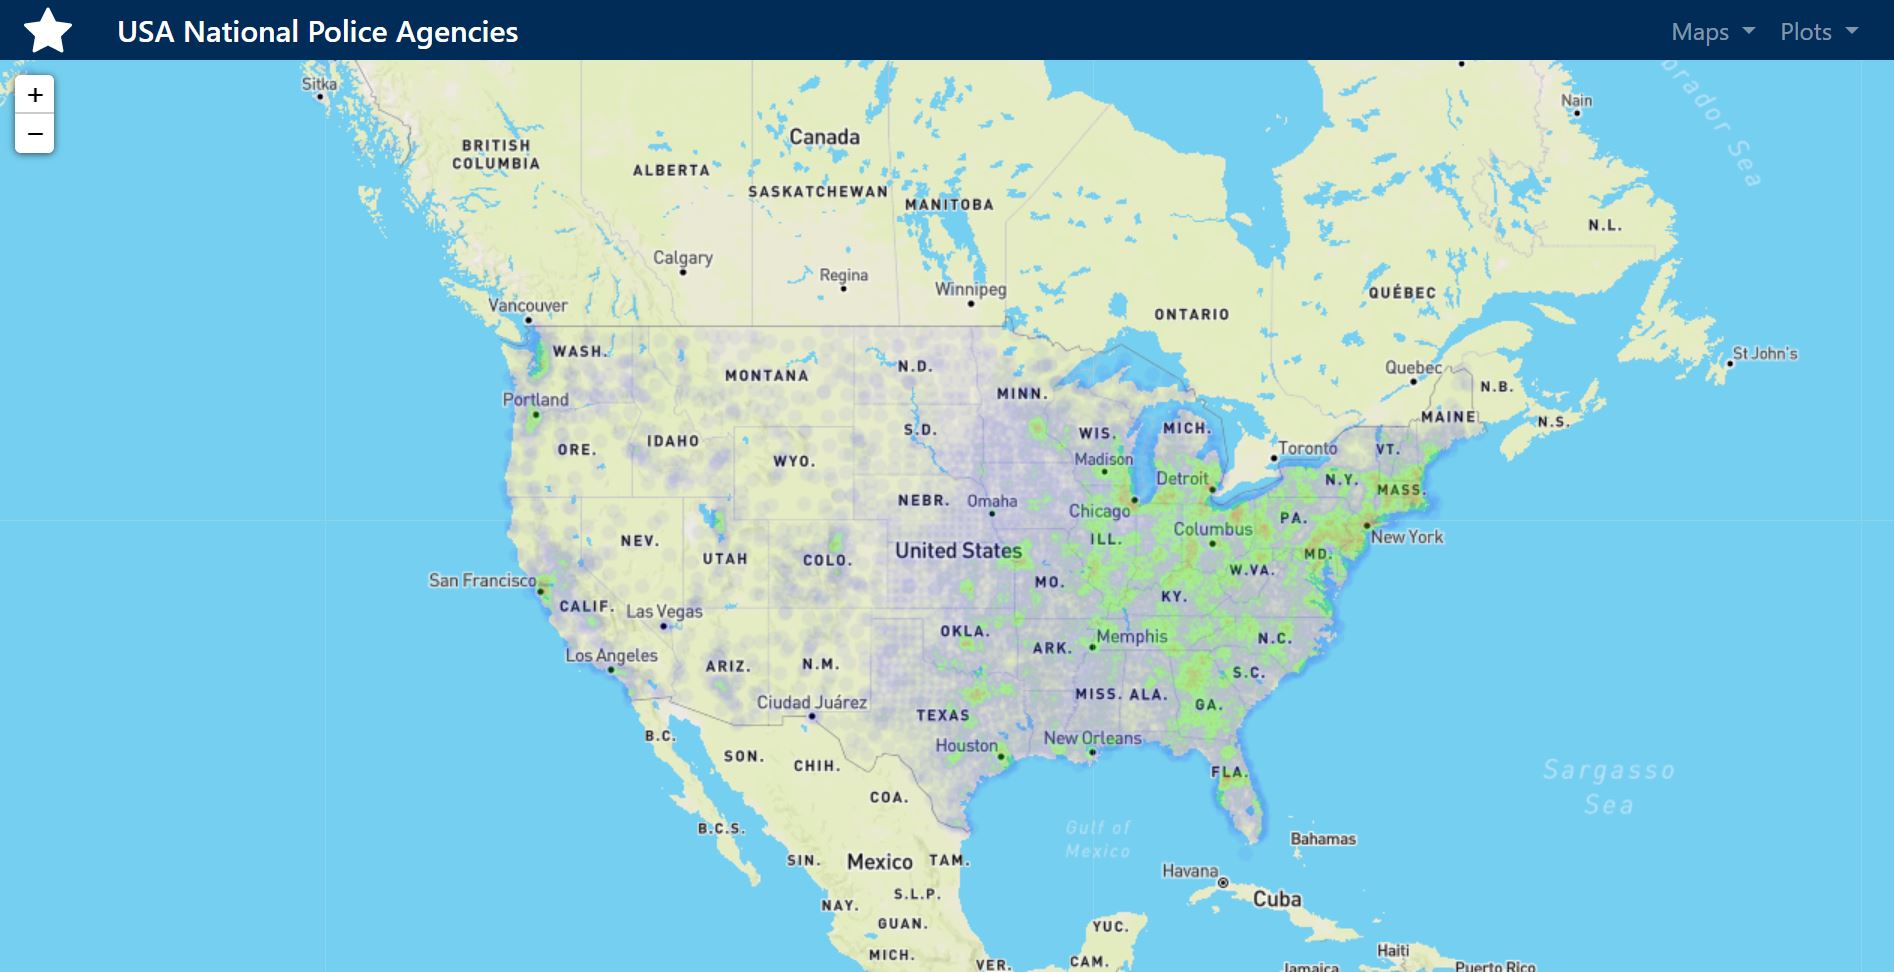 USA National Police Agencies
Maps
Plots
+
−
Sitka
Nain
Canada
BRITISH
COLUMBIA
ALBERTA
SASKATCHEWAN
MANITOBA
N.L.
Calgary
Regina
Winnipeg
QUÉBEC
Vancouver
ONTARIO
WASH.
St John's
MONTANA
N.D.
Quebec
MINN.
N.B.
Portland
MAINE
N.S.
S.D.
WIS.
MICH.
IDAHO
ORE.
Toronto
VT.
WYO.
Madison
Detroit
N.Y.
MASS.
NEBR.
Omaha
Chicago
PA.
Columbus
New York
NEV.
ILL.
United States
UTAH
COLO.
MD.
W.VA.
San Francisco
MO.
KY.
CALIF.
Las Vegas
OKLA.
Memphis
N.C.
ARK.
Los Angeles
ARIZ.
N.M.
S.C.
MISS.
ALA.
Ciudad Juárez
GA.
TEXAS
B.C.
Houston
New Orleans
SON.
CHIH.
FLA.
Sargasso
Sea
COA.
B.C.S.
Gulf of
Mexico
Bahamas
SIN.
Mexico
TAM.
Havana
S.L.P.
Cuba
NAY.
GUAN.
YUC.
MICH.
Haiti
VER.
CAM.
Jamaica
Puerto Rico